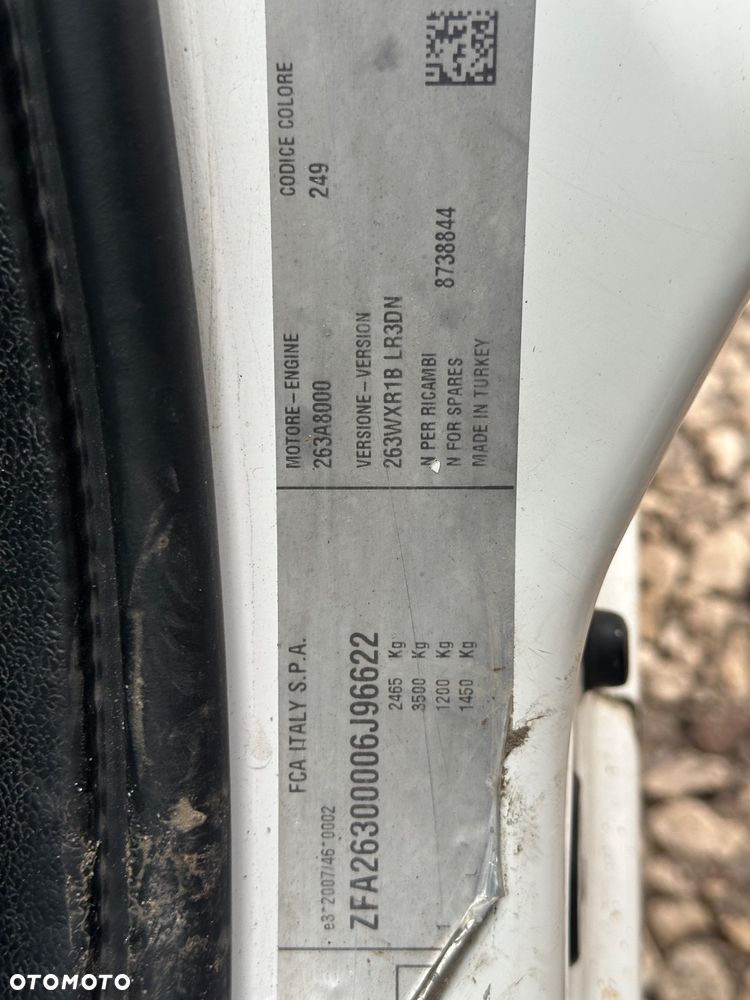 FCA ITALY S.P.A.
e3*2007/46*0002
ZFA26300006J96622
2465 Kg
3500 Kg
1200 Kg
1450 Kg
MOTORE-ENGINE
263A8000
CODICE COLORE
249
VERSIONE-VERSION
263WXR1B LR3DN
N PER RICAMBI
N FOR SPARES
8738844
MADE IN TURKEY
OTOMOTO